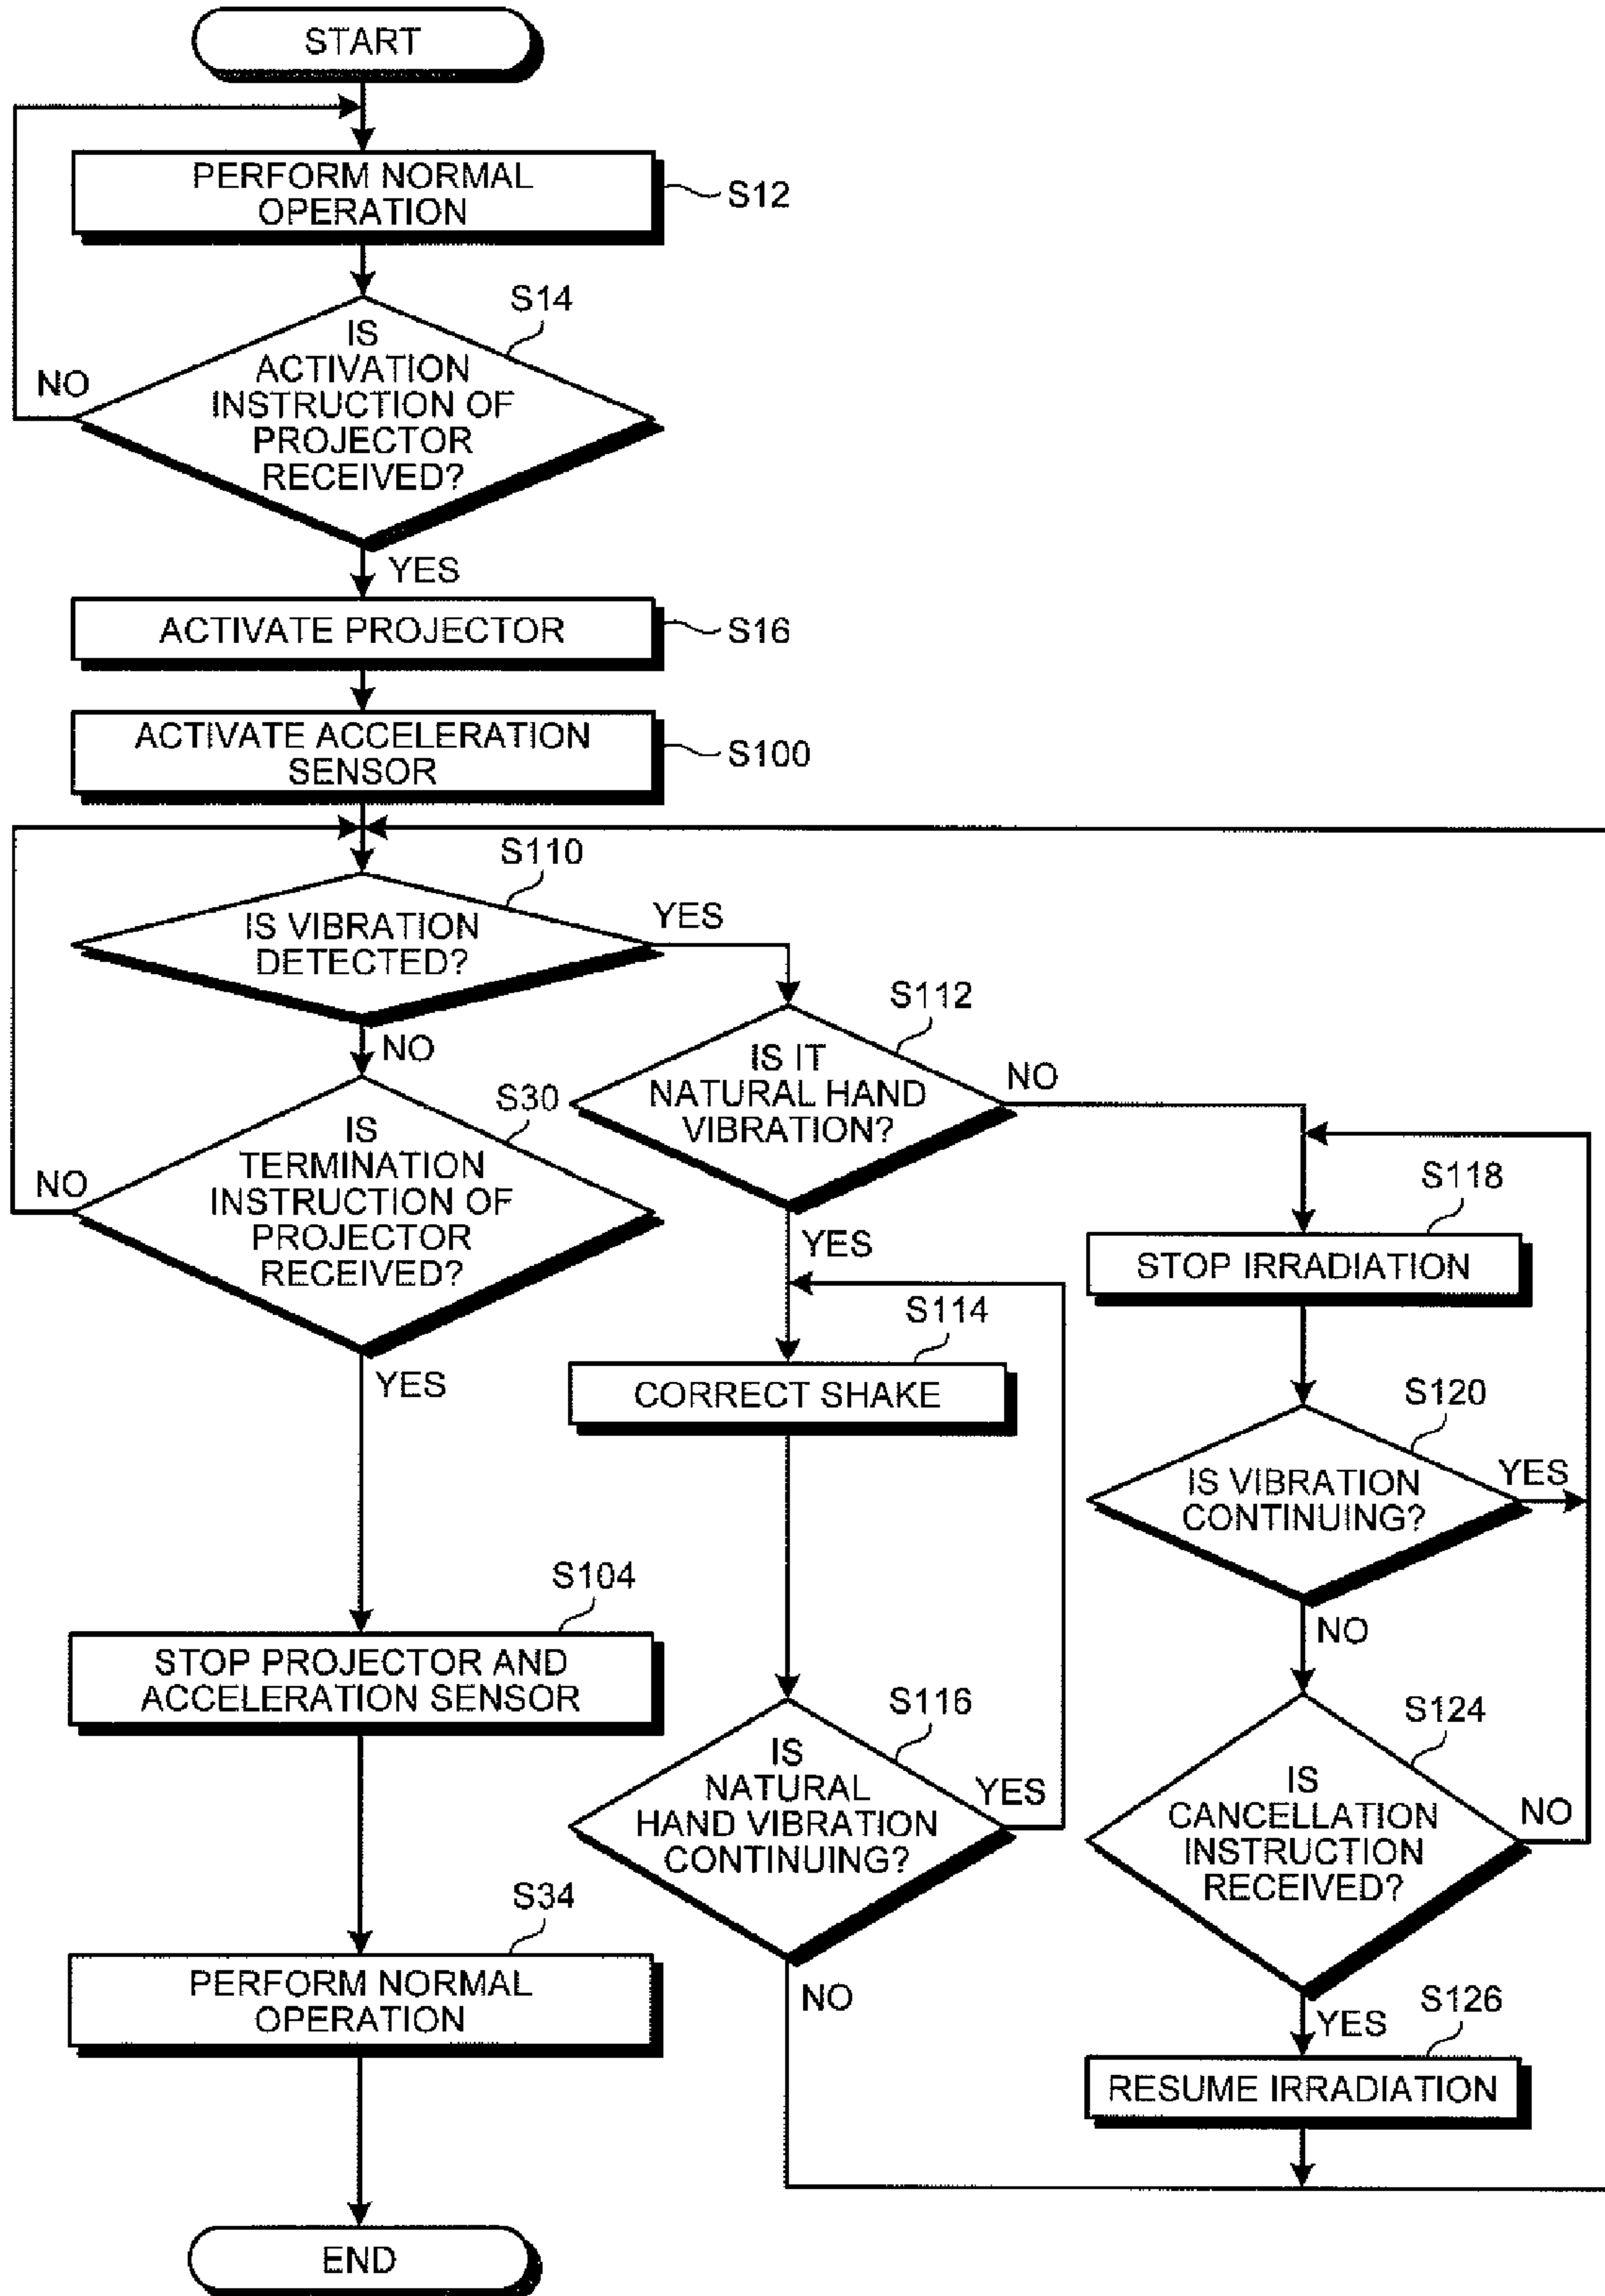 START
PERFORM NORMAL
OPERATION
S12
S14
IS
ACTIVATION
INSTRUCTION OF
PROJECTOR
RECEIVED?
NO
YES
ACTIVATE PROJECTOR
S16
ACTIVATE ACCELERATION
SENSOR
S100
S110
IS VIBRATION
DETECTED?
YES
NO
S112
IS IT
NATURAL HAND
VIBRATION?
NO
YES
S30
IS
TERMINATION
INSTRUCTION OF
PROJECTOR
RECEIVED?
NO
YES
S118
STOP IRRADIATION
S114
CORRECT SHAKE
S120
IS VIBRATION
CONTINUING?
YES
NO
S104
STOP PROJECTOR AND
ACCELERATION SENSOR
S116
IS
NATURAL
HAND VIBRATION
CONTINUING?
YES
NO
S124
IS
CANCELLATION
INSTRUCTION
RECEIVED?
NO
YES
S34
PERFORM NORMAL
OPERATION
S126
RESUME IRRADIATION
END